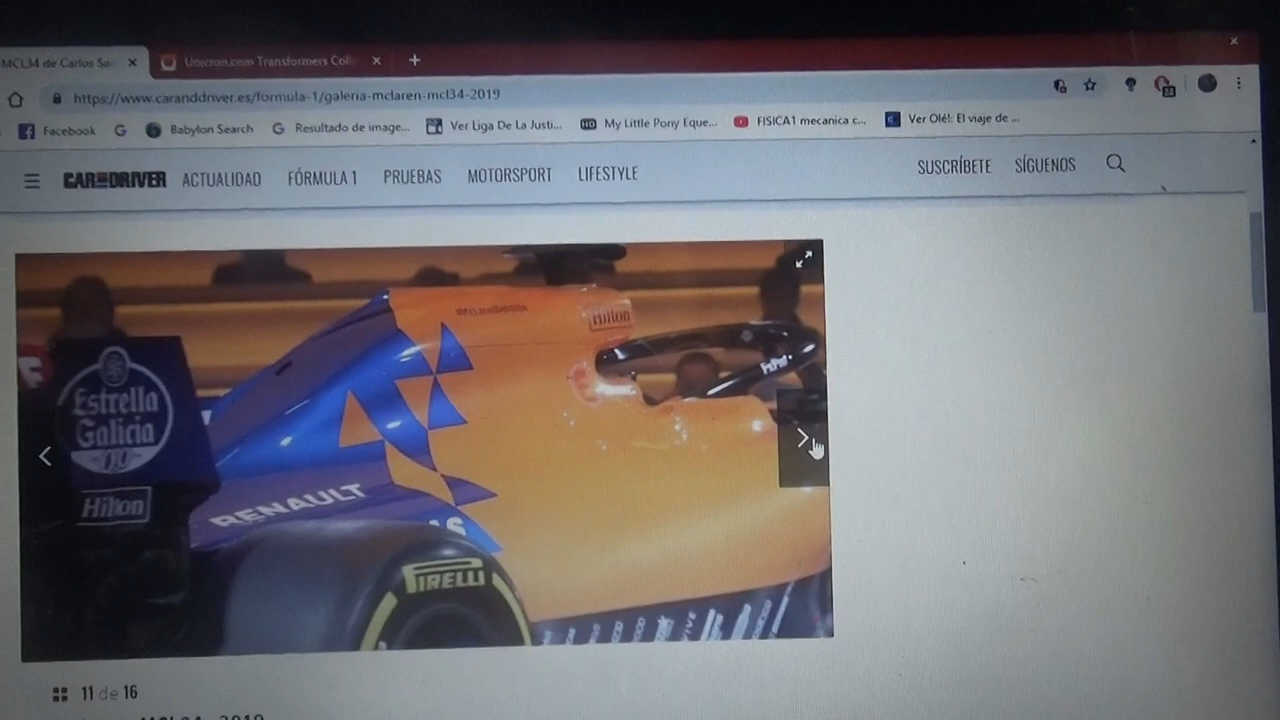 MCL34 de Carlos Sa
Unicron.com Transformers Coll
https://www.caranddriver.es/formula-1/galeria-mclaren-mcl34-2019
Facebook
Babylon Search
Resultado de image...
Ver Liga De La Justi...
My Little Pony Eque...
FISICA1 mecanica c...
Ver Olé!: El viaje de ...
CAR AND DRIVER
ACTUALIDAD
FÓRMULA 1
PRUEBAS
MOTORSPORT
LIFESTYLE
SUSCRÍBETE
SÍGUENOS
Hilton
Estrella
Galicia
0,0
Hilton
RENAULT
PIRELLI
11 de 16
MCL34 - 2019